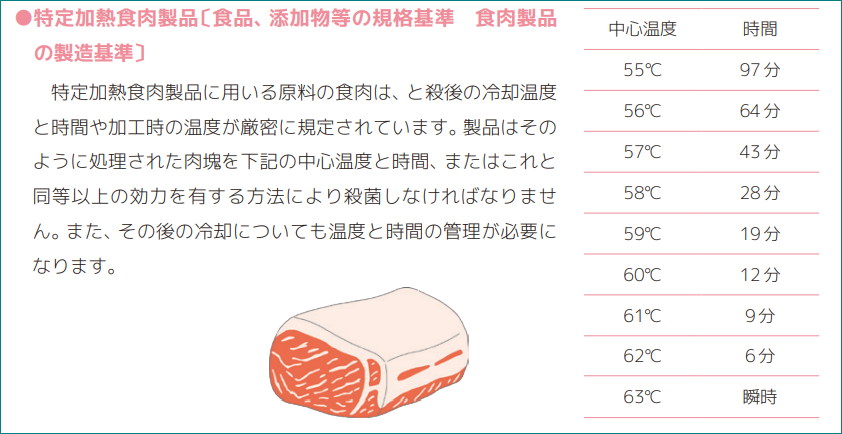 ●特定加熱食肉製品〔食品、添加物等の規格基準　食肉製品
の製造基準〕
　特定加熱食肉製品に用いる原料の食肉は、と殺後の冷却温度
と時間や加工時の温度が厳密に規定されています。製品はその
ように処理された肉塊を下記の中心温度と時間、またはこれと
同等以上の効力を有する方法により殺菌しなければなりませ
ん。また、その後の冷却についても温度と時間の管理が必要に
なります。
中心温度　時間
55℃　97分
56℃　64分
57℃　43分
58℃　28分
59℃　19分
60℃　12分
61℃　9分
62℃　6分
63℃　瞬時